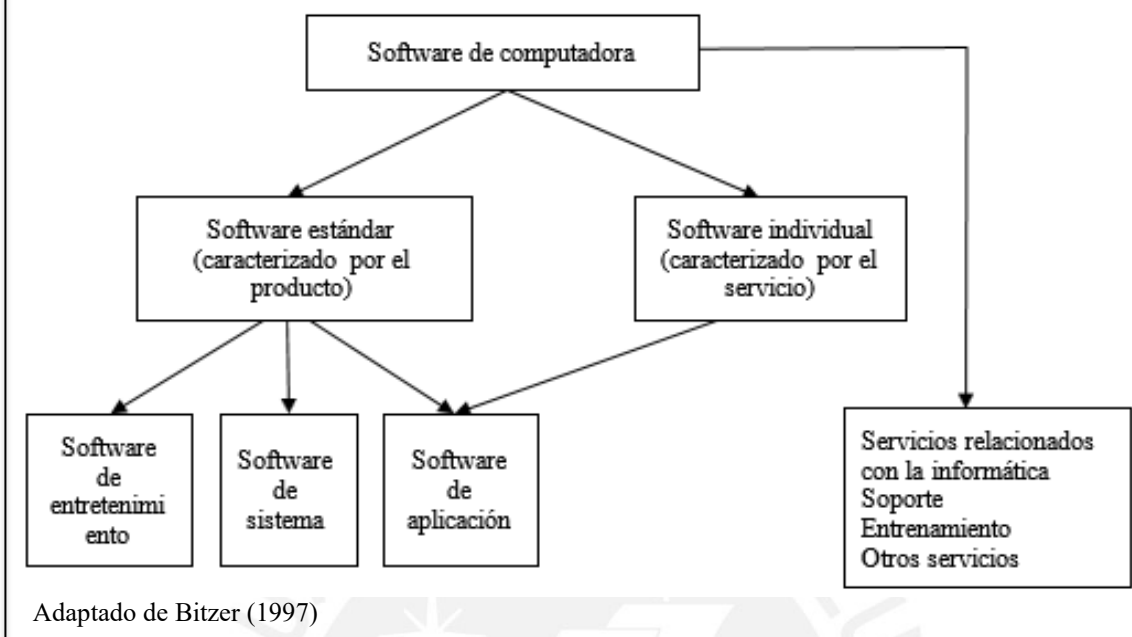 Software de computadora
Software estándar
(caracterizado por el
producto)
Software individual
(caracterizado por el
servicio)
Software
de
entretenimi
ento
Software
de
sistema
Software
de
aplicación
Servicios relacionados
con la informática
Soporte
Entrenamiento
Otros servicios
Adaptado de Bitzer (1997)